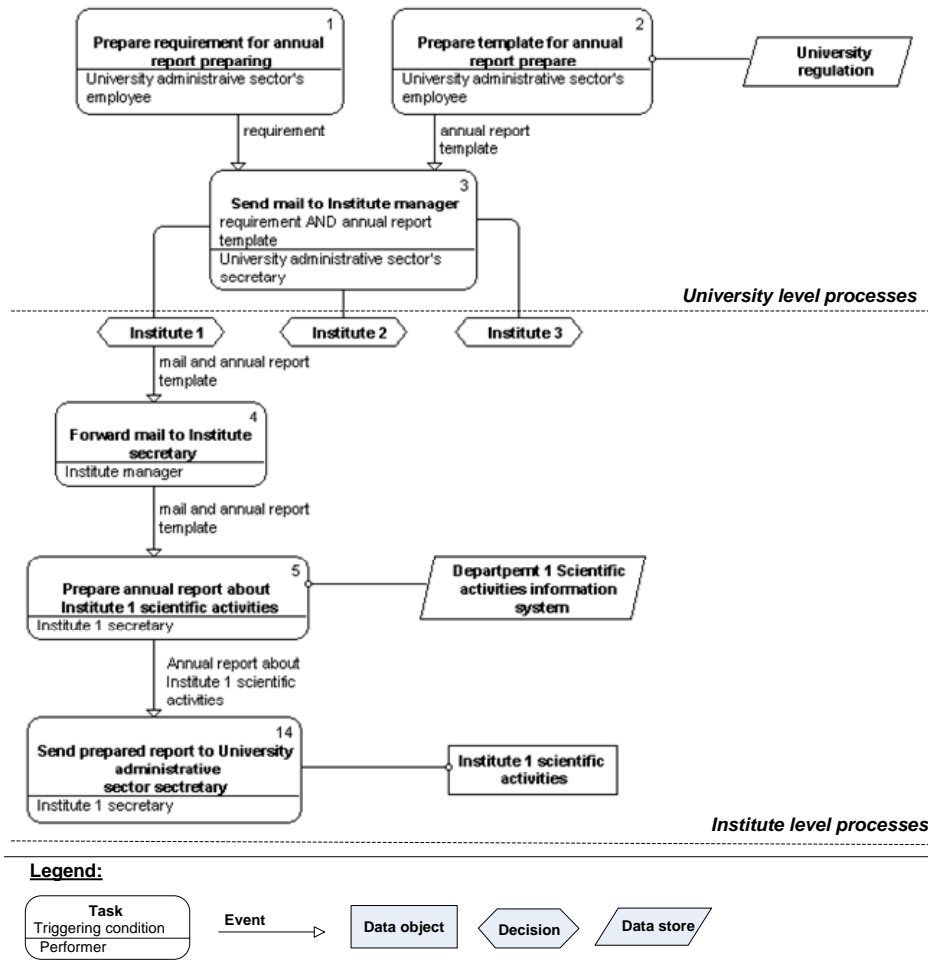 1
Prepare requirement for annual
report preparing
University administraive sector's
employee
2
Prepare template for annual
report prepare
University administrative sector's
employee
University
regulation
requirement
annual report
template
3
Send mail to Institute manager
requirement AND annual report
template
University administrative sector's
secretary
University level processes
Institute 1
Institute 2
Institute 3
mail and annual report
template
4
Forward mail to Institute
secretary
Institute manager
mail and annual report
template
5
Prepare annual report about
Institute 1 scientific activities
Institute 1 secretary
Departpemt 1 Scientific
activities information
system
Annual report about
Institute 1 scientific
activities
14
Send prepared report to University
administrative
sector sectretary
Institute 1 secretary
Institute 1 scientific
activities
Institute level processes
Legend:
Task
Triggering condition
Performer
Event
Data object
Decision
Data store